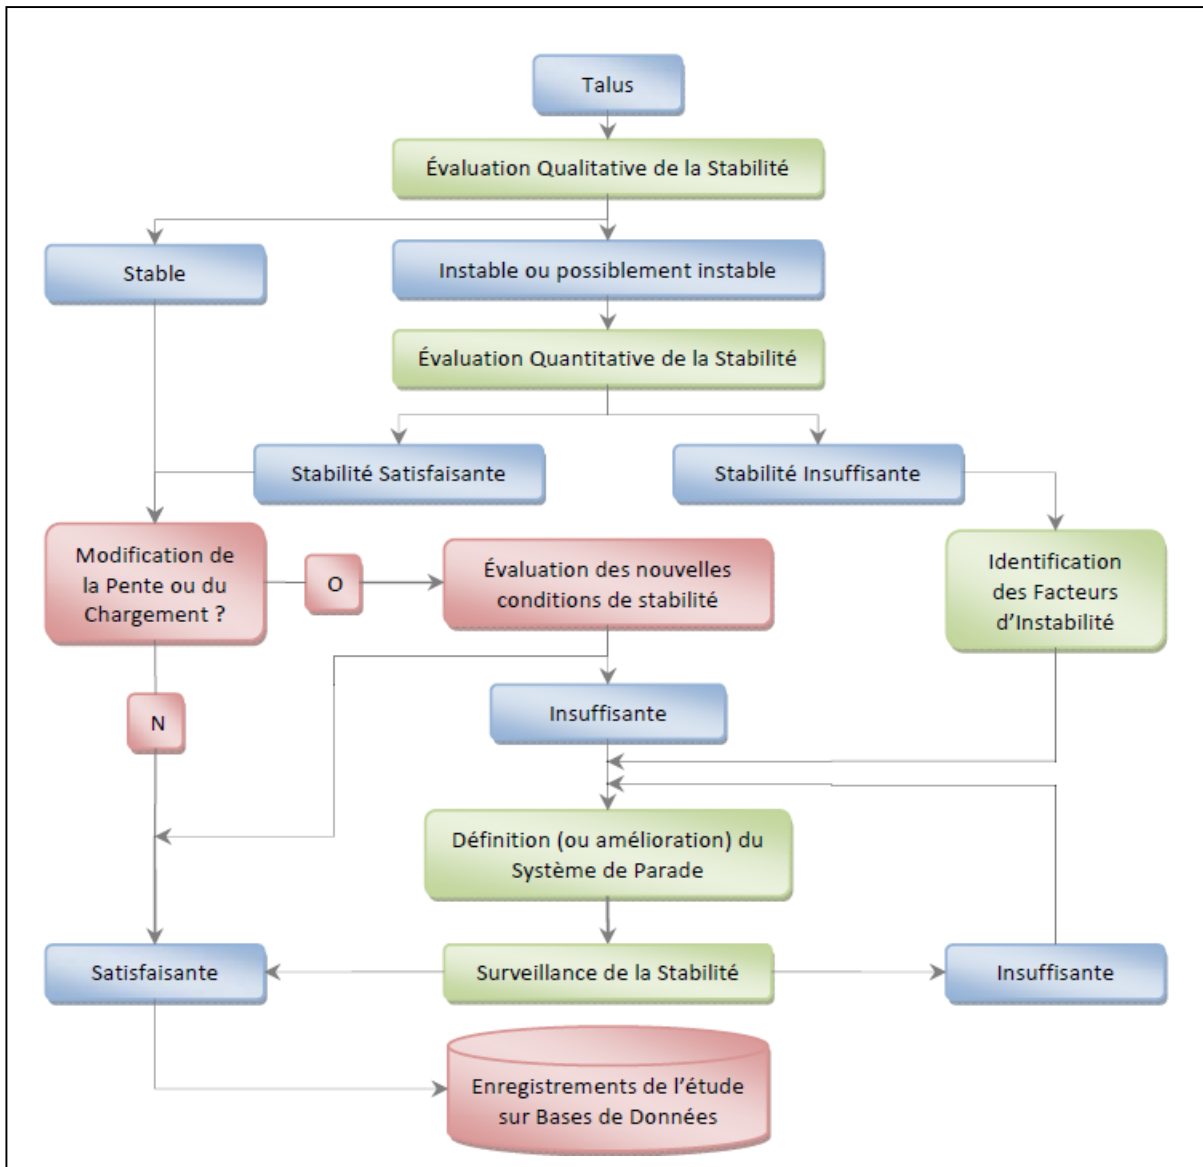 Talus
Évaluation Qualitative de la Stabilité
Stable
Instable ou possiblement instable
Évaluation Quantitative de la Stabilité
Stabilité Satisfaisante
Stabilité Insuffisante
Modification de
la Pente ou du
Chargement ?
O
Évaluation des nouvelles
conditions de stabilité
Identification
des Facteurs
d’Instabilité
N
Insuffisante
Définition (ou amélioration) du
Système de Parade
Satisfaisante
Surveillance de la Stabilité
Insuffisante
Enregistrements de l’étude
sur Bases de Données